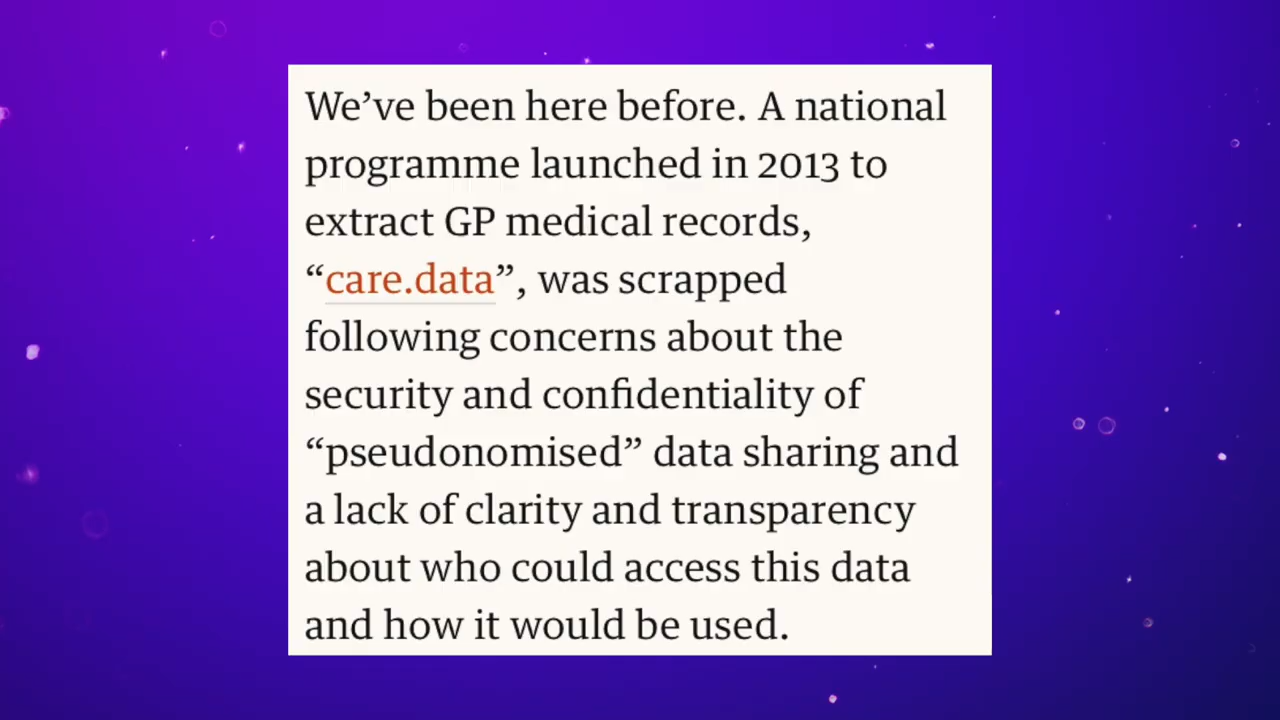 We’ve been here before. A national
programme launched in 2013 to
extract GP medical records,
“care.data”, was scrapped
following concerns about the
security and confidentiality of
“pseudonomised” data sharing and
a lack of clarity and transparency
about who could access this data
and how it would be used.